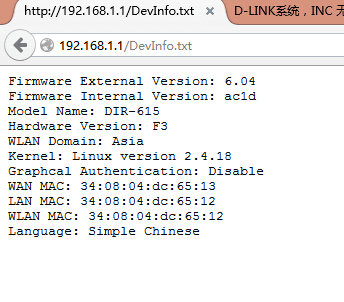 http://192.168.1.1/DevInfo.txt
D-LINK系统，INC 无
192.168.1.1/DevInfo.txt
Firmware External Version: 6.04
Firmware Internal Version: ac1d
Model Name: DIR-615
Hardware Version: F3
WLAN Domain: Asia
Kernel: Linux version 2.4.18
Graphcal Authentication: Disable
WAN MAC: 34:08:04:dc:65:13
LAN MAC: 34:08:04:dc:65:12
WLAN MAC: 34:08:04:dc:65:12
Language: Simple Chinese